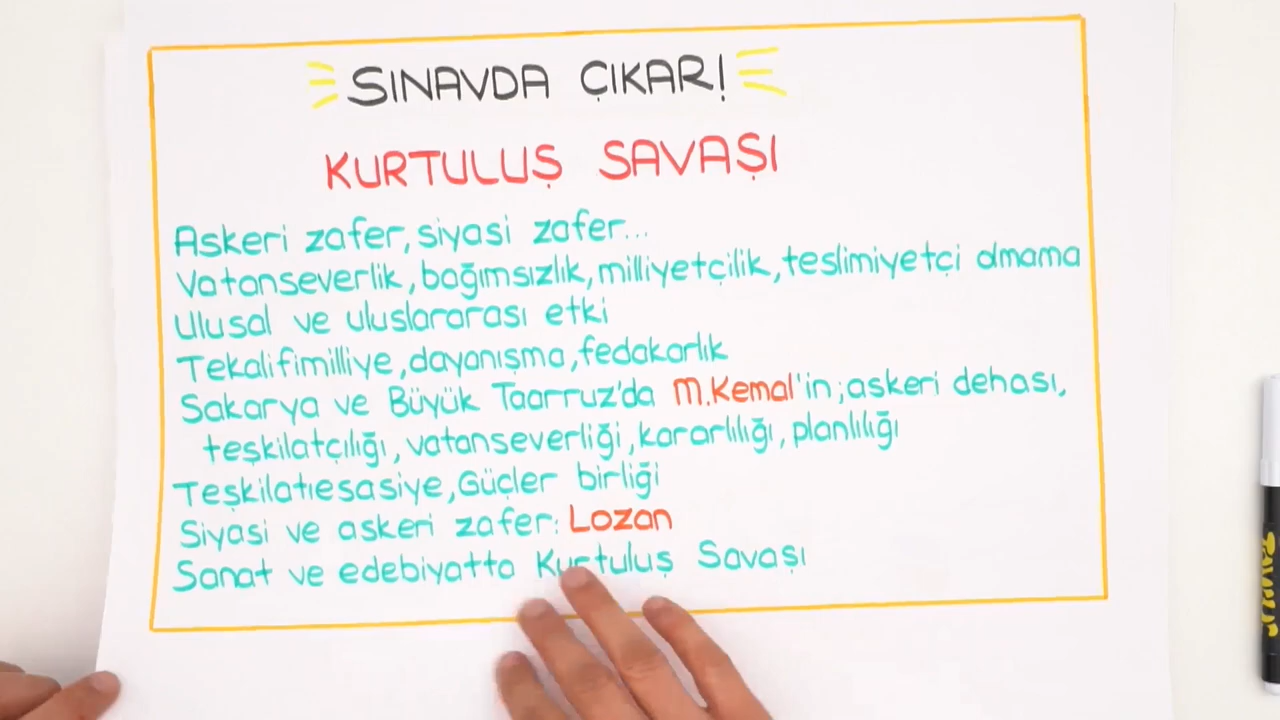 SINAVDA ÇIKAR!
KURTULUŞ SAVAŞI
Askeri zafer, siyasi zafer...
Vatanseverlik, bağımsızlık, milliyetçilik, teslimiyetçi olmama
Ulusal ve uluslararası etki
Tekalifimilliye, dayanışma, fedakarlık
Sakarya ve Büyük Taarruz'da M.Kemal'in; askeri dehası,
teşkilatçılığı, vatanseverliği, kararlılığı, planlılığı
Teşkilatıesasiye, Güçler birliği
Siyasi ve askeri zafer: Lozan
Sanat ve edebiyatta Kurtuluş Savaşı